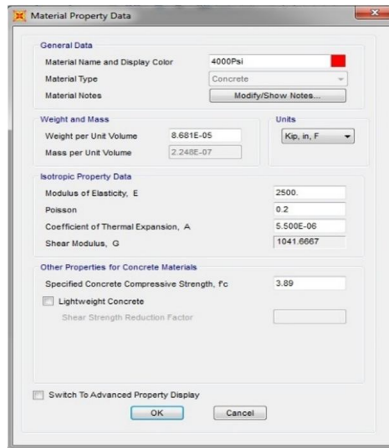 Material Property Data
General Data
Material Name and Display Color 4000Psi
Material Type Concrete
Material Notes Modify/Show Notes...
Weight and Mass
Weight per Unit Volume 8.681E-05
Mass per Unit Volume 2.248E-07
Units
Kip, in, F
Isotropic Property Data
Modulus of Elasticity, E 2500.
Poisson 0.2
Coefficient of Thermal Expansion, A 5.500E-06
Shear Modulus, G 1041.6667
Other Properties for Concrete Materials
Specified Concrete Compressive Strength, f'c 3.89
Lightweight Concrete
Shear Strength Reduction Factor
Switch To Advanced Property Display
OK Cancel